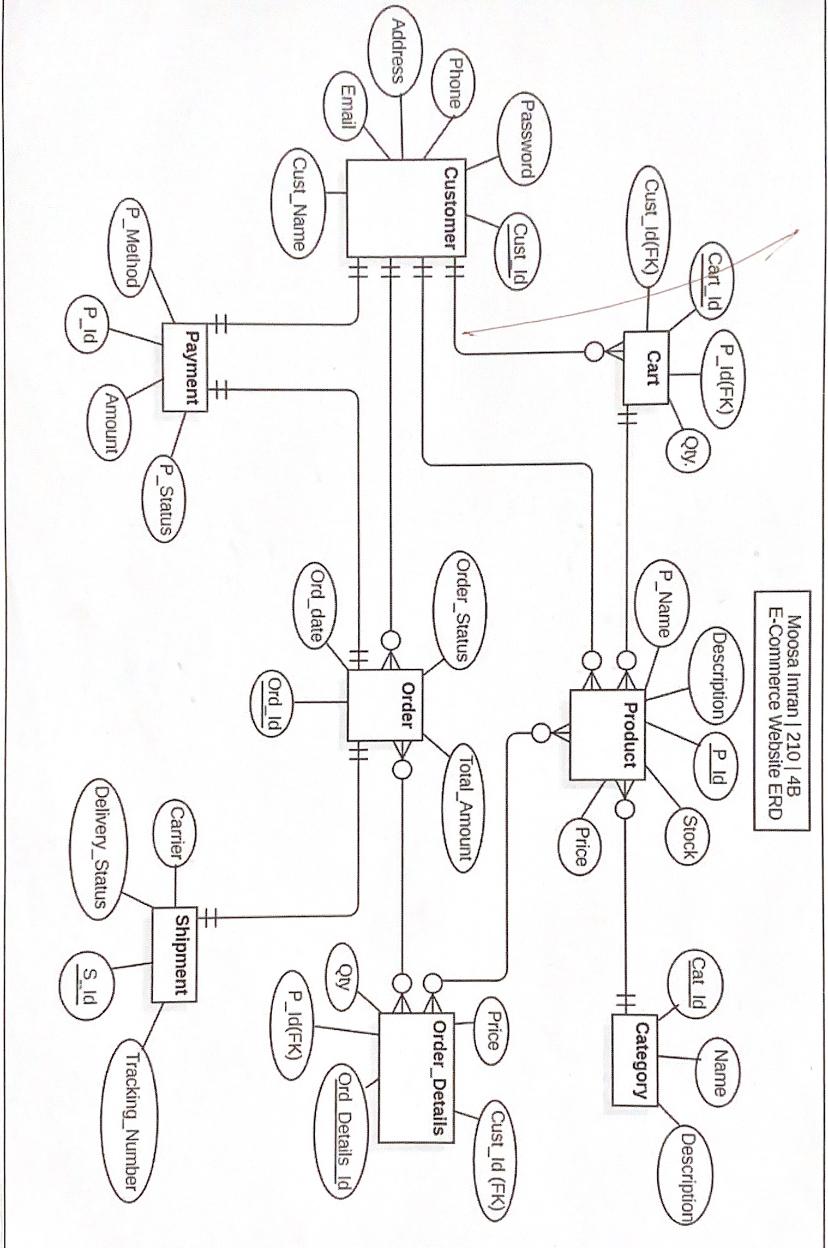 Moosa Imran | 210 | 4B
E-Commerce Website ERD
Cart_Id
P_Id(FK)
Qty.
Cust_Id(FK)
Cart
Description
P_Id
Stock
P_Name
Product
Price
Cat_Id
Name
Description
Category
Password
Cust_Id
Phone
Customer
Address
Email
Cust_Name
Order_Status
Total_Amount
Order
Ord_date
Ord_Id
Price
Cust_Id (FK)
Order_Details
Qty
Ord_Details_Id
P_Id(FK)
Payment
P_Status
P_Method
P_Id
Amount
Carrier
Shipment
Tracking_Number
Delivery_Status
S_Id